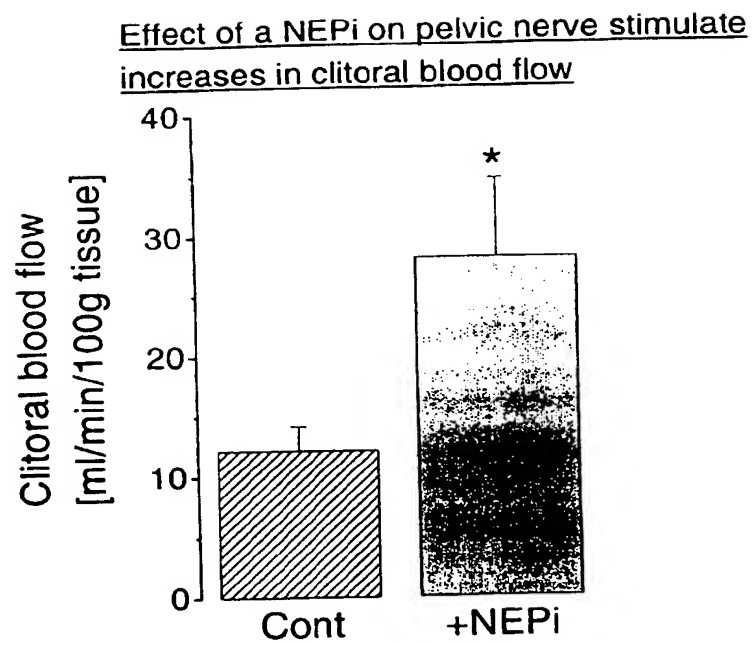 Effect of a NEPi on pelvic nerve stimulate
increases in clitoral blood flow
Clitoral blood flow
[ml/min/100g tissue]
40
30
20
10
0
*
Cont
+NEPi